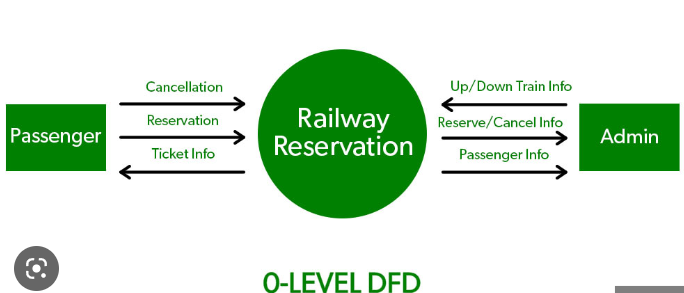 Cancellation
Reservation
Ticket Info
Passenger
Railway
Reservation
Up/Down Train Info
Reserve/Cancel Info
Passenger Info
Admin
0-LEVEL DFD